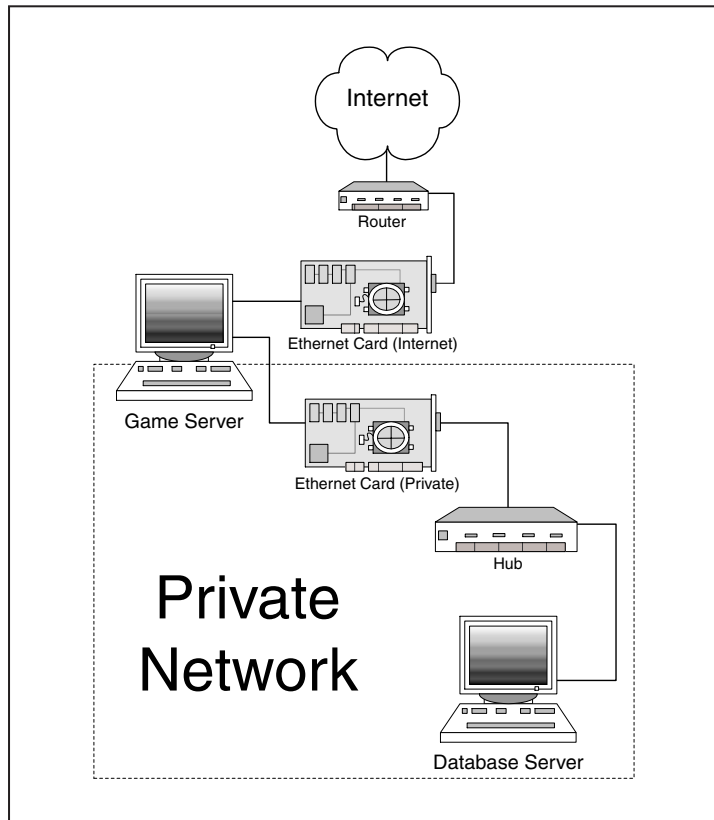 Internet
Router
Ethernet Card (Internet)
Game Server
Ethernet Card (Private)
Hub
Private
Network
Database Server